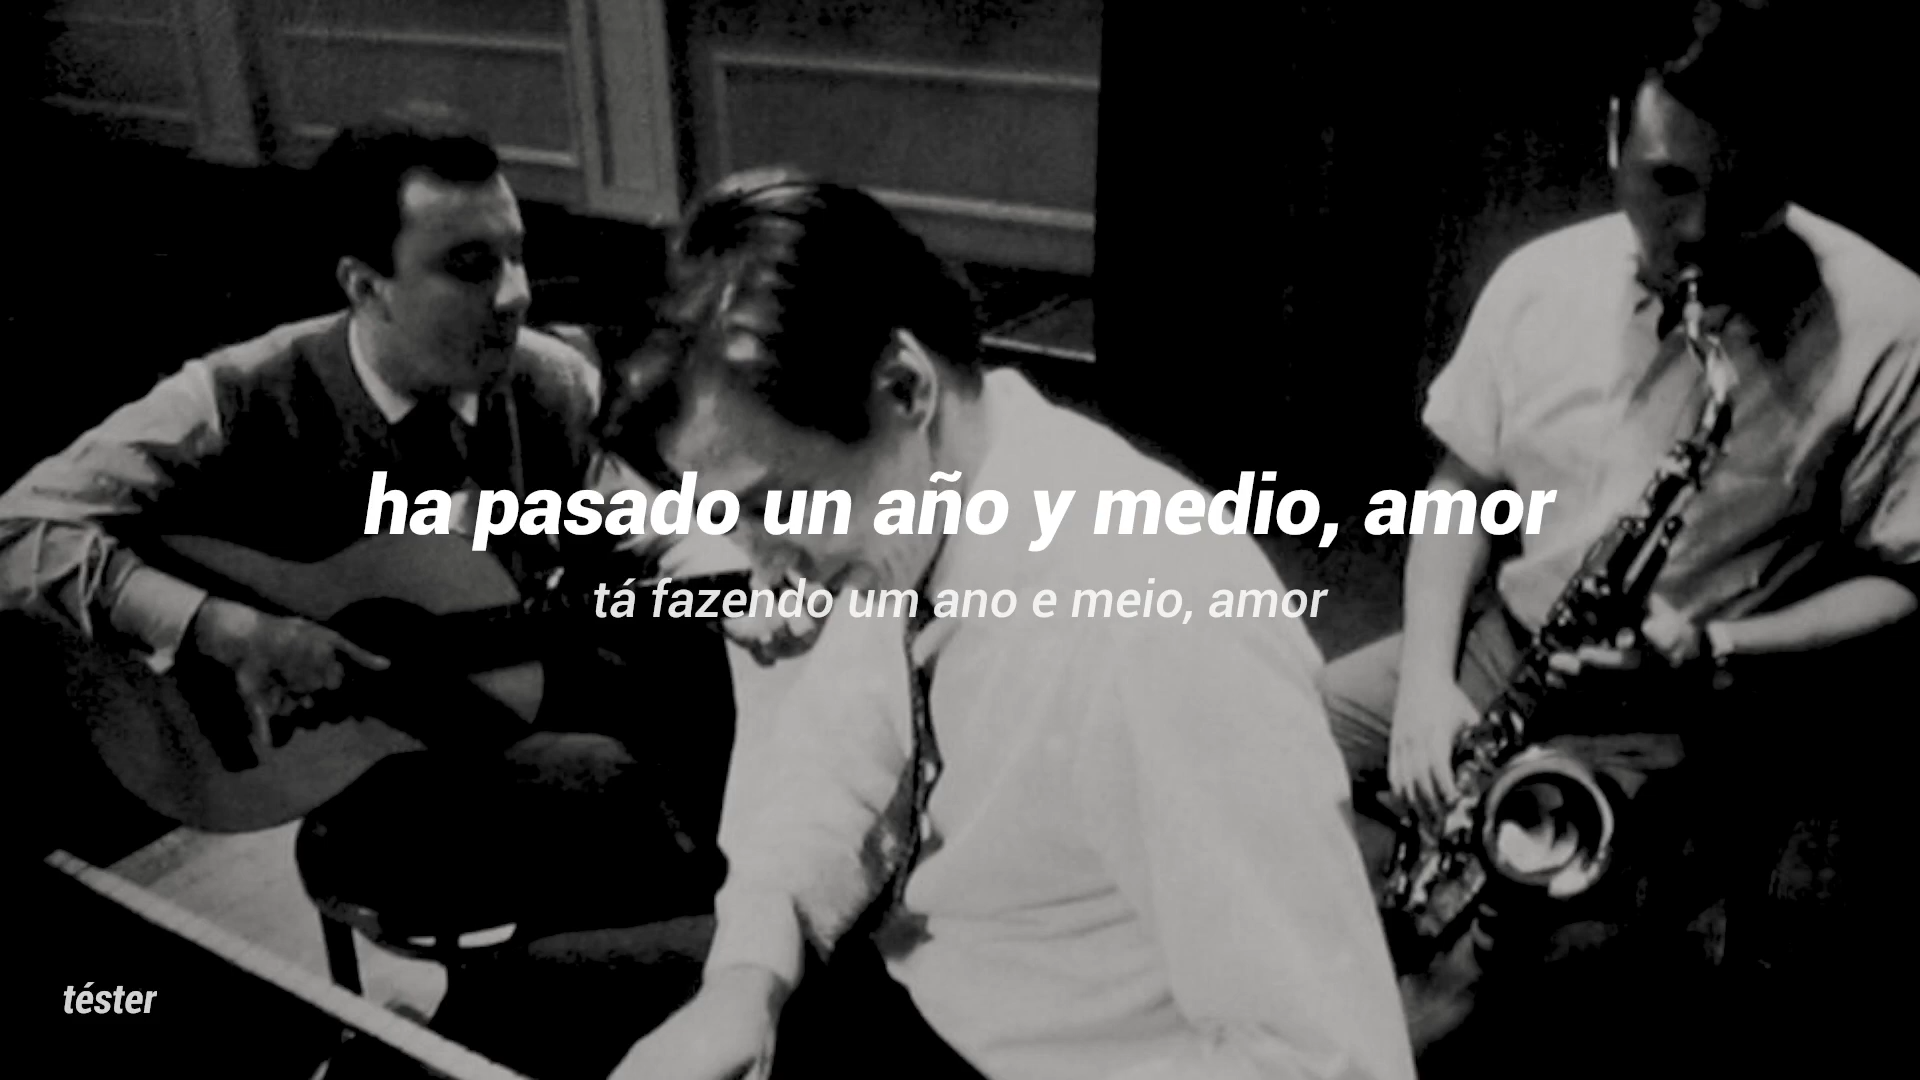 ha pasado un año y medio, amor
tá fazendo um ano e meio, amor
téster